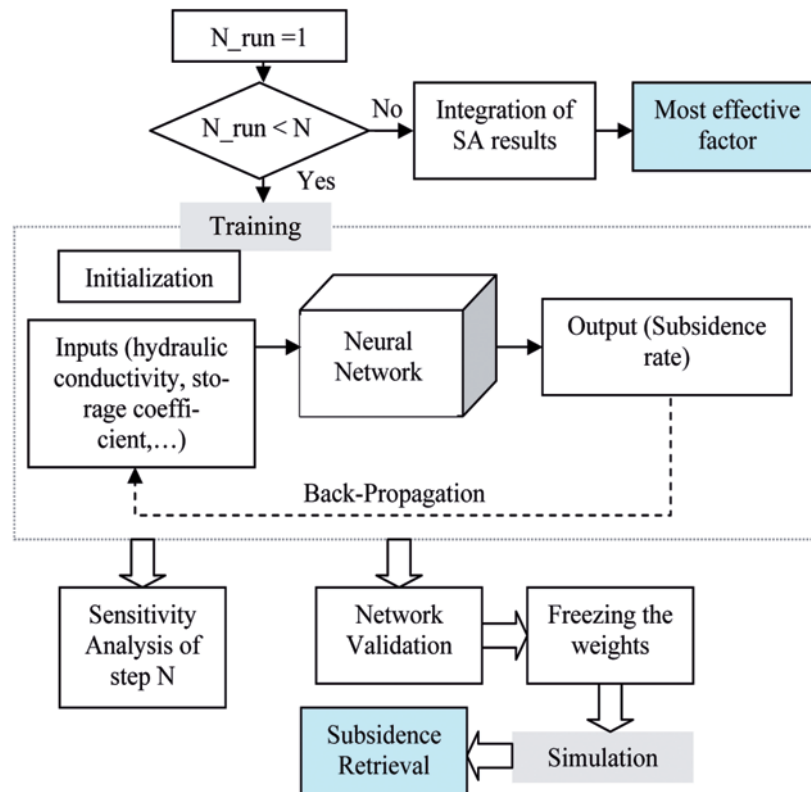 N_run =1
N_run < N
No
Integration of
SA results
Most effective
factor
Yes
Training
Initialization
Inputs (hydraulic
conductivity, sto-
rage coeffi-
cient,…)
Neural
Network
Output (Subsidence
rate)
Back-Propagation
Sensitivity
Analysis of
step N
Network
Validation
Freezing the
weights
Subsidence
Retrieval
Simulation